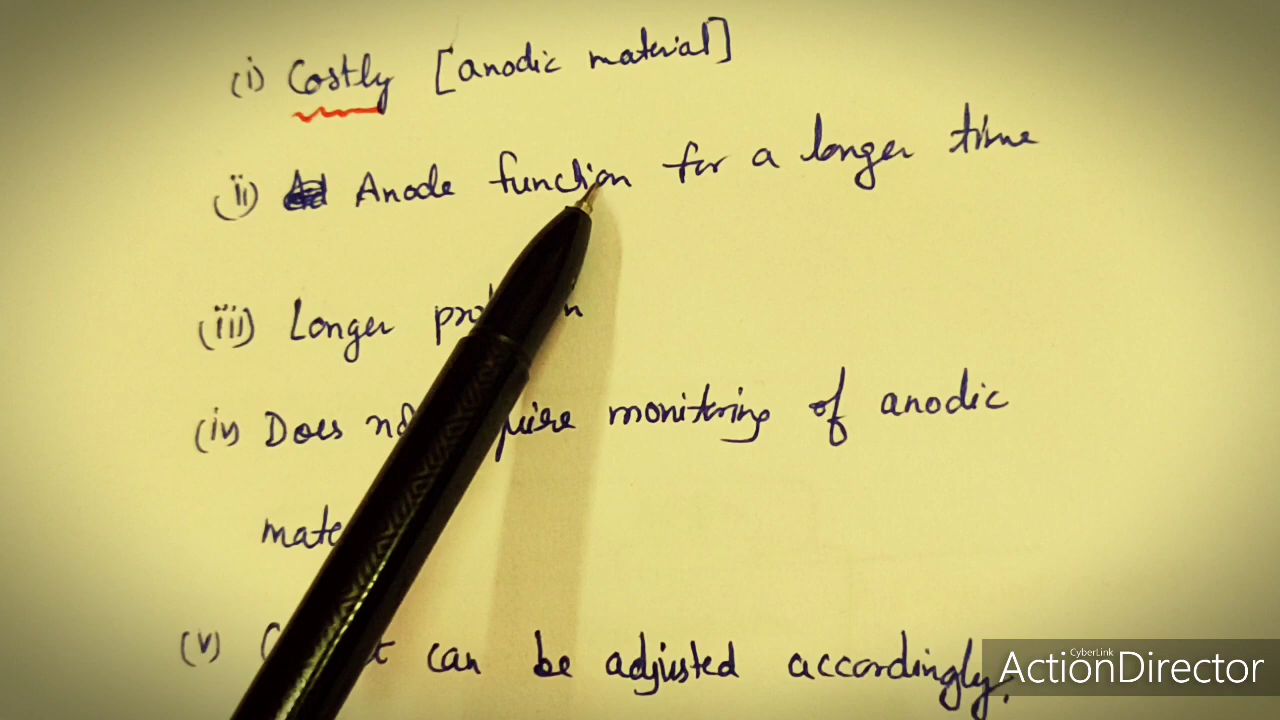 (i) Costly [anodic material]
(ii) Anode function for a longer time
(iii) Longer
(iv) Does monitoring of anodic
(v) can be adjusted accordingly.
CyberLink
ActionDirector